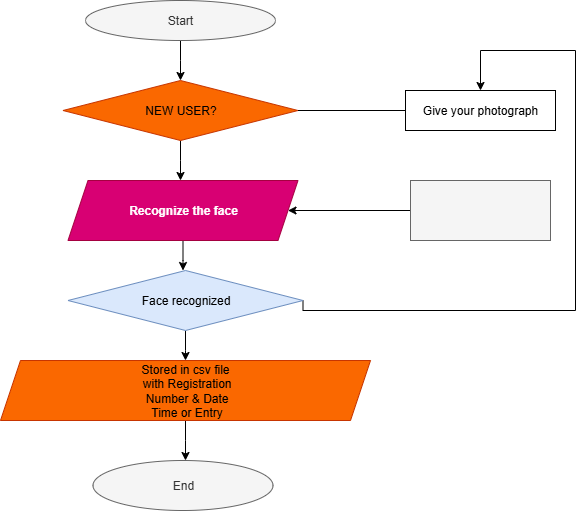 Start
NEW USER?
Give your photograph
Recognize the face
Face recognized
Stored in csv file
with Registration
Number & Date
Time or Entry
End